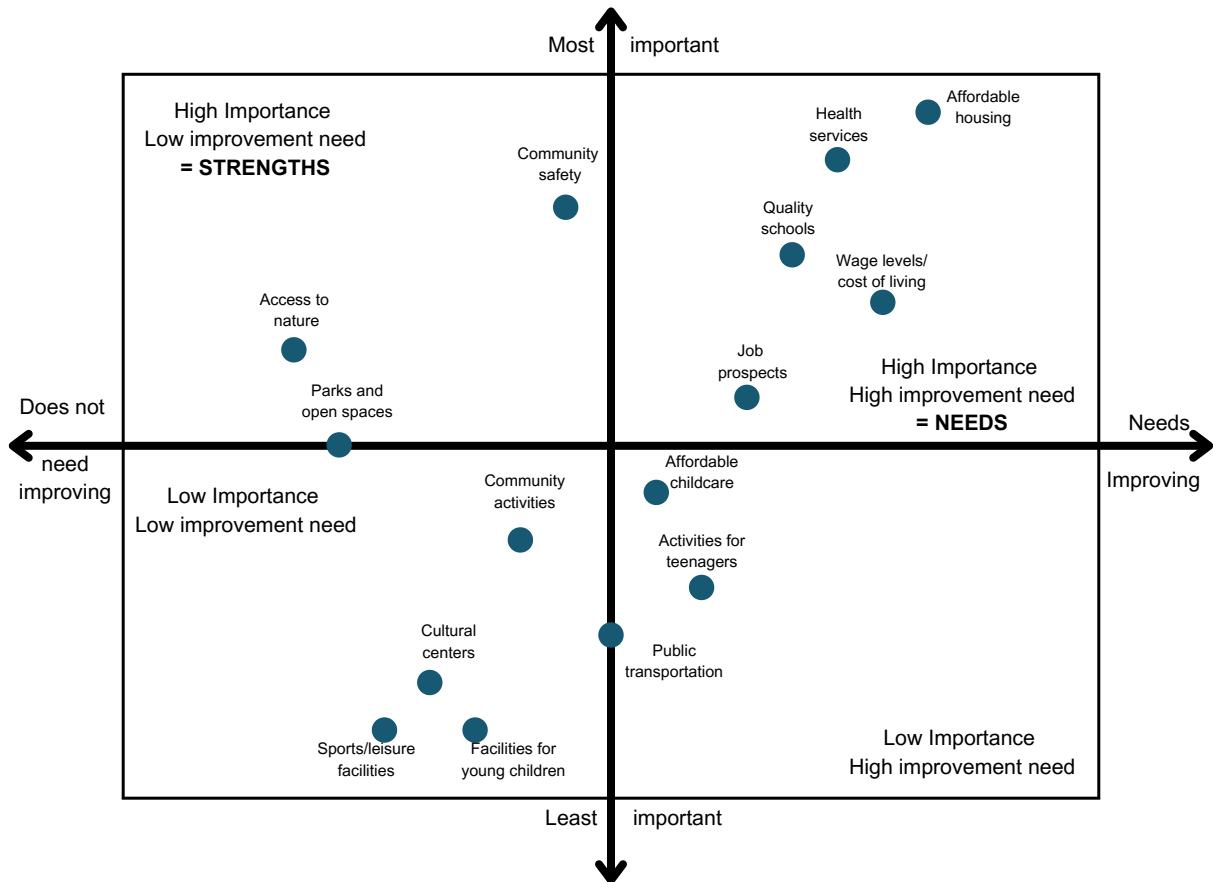 Most important
High Importance
Low improvement need
= STRENGTHS
Affordable
housing
Health
services
Community
safety
Quality
schools
Wage levels/
cost of living
Access to
nature
Job
prospects
High Importance
High improvement need
= NEEDS
Parks and
open spaces
Does not
need
improving
Needs
Improving
Low Importance
Low improvement need
Community
activities
Affordable
childcare
Activities for
teenagers
Cultural
centers
Public
transportation
Sports/leisure
facilities
Facilities for
young children
Low Importance
High improvement need
Least important